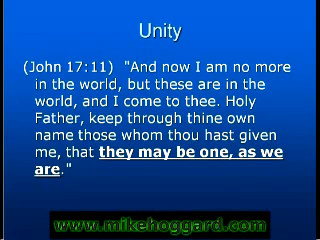 Unity
(John 17:11) "And now I am no more
in the world, but these are in the
world, and I come to thee. Holy
Father, keep through thine own
name those whom thou hast given
me, that they may be one, as we
are."
www.mikehoggard.com